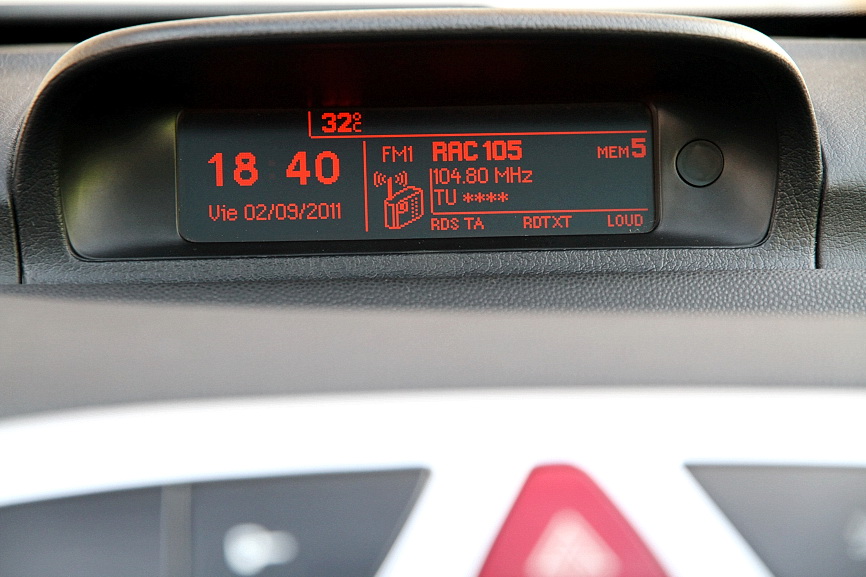 32°C
18 40
Vie 02/09/2011
FM1 RAC 105 MEM 5
104.80 MHz
TU ****
RDS TA RDTXT LOUD